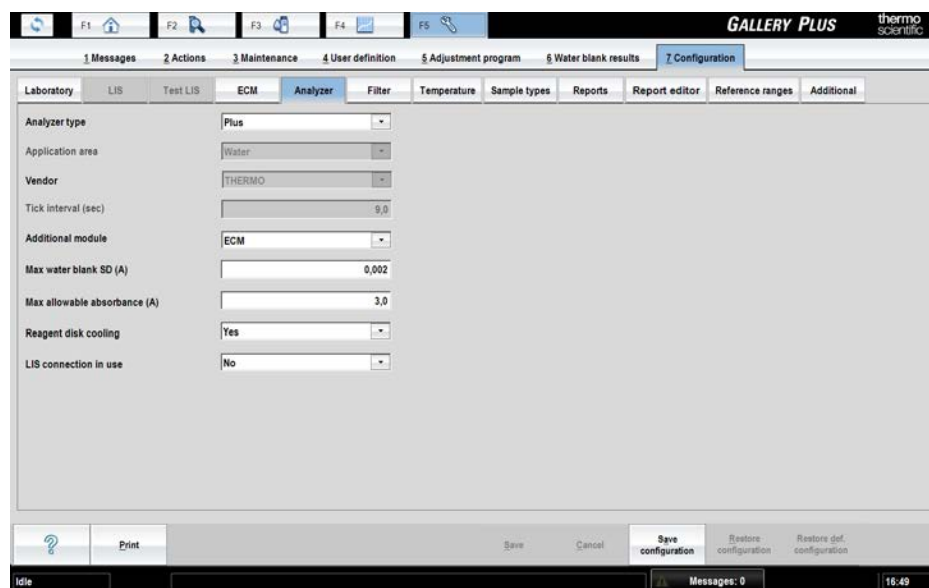 F1 F2 F3 F4 F5 GALLERY PLUS thermo scientific
1 Messages 2 Actions 3 Maintenance 4 User definition 5 Adjustment program 6 Water blank results 7 Configuration
Laboratory LIS Test LIS ECM Analyzer Filter Temperature Sample types Reports Report editor Reference ranges Additional
Analyzer type Plus
Application area Water
Vendor THERMO
Tick interval (sec) 9,0
Additional module ECM
Max water blank SD (A) 0,002
Max allowable absorbance (A) 3,0
Reagent disk cooling Yes
LIS connection in use No
? Print Save Cancel Save configuration Restore configuration Restore def. configuration
Idle Messages: 0 16:49